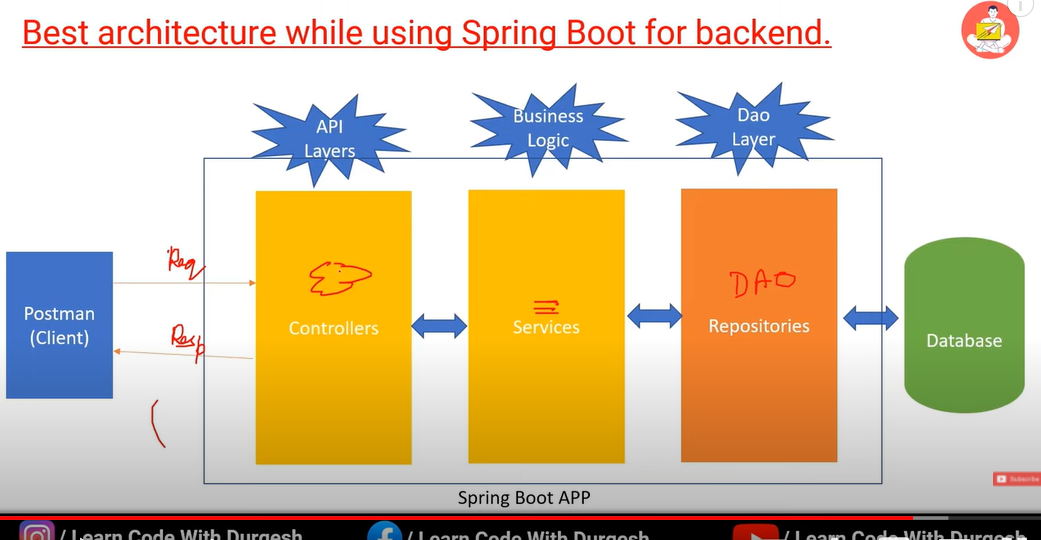 Best architecture while using Spring Boot for backend.
API
Layers
Business
Logic
Dao
Layer
Req
Resp
DAO
Postman
(Client)
Controllers
Services
Repositories
Database
Spring Boot APP
Subscribe
/ Learn Code With Durgesh
/ Learn Code With Durgesh
/ Learn Code With Durgesh